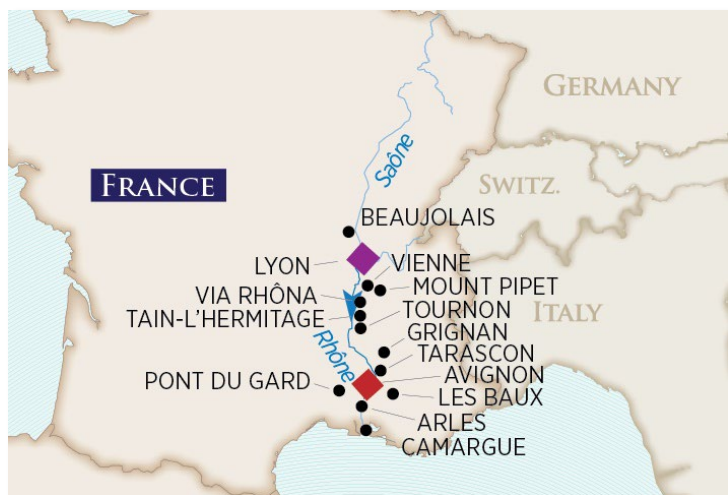 GERMANY
Saône
FRANCE
SWITZ.
BEAUJOLAIS
LYON
VIENNE
MOUNT PIPET
VIA RHÔNA
TOURNON
ITALY
TAIN-L'HERMITAGE
GRIGNAN
Rhône
TARASCON
AVIGNON
PONT DU GARD
LES BAUX
ARLES
CAMARGUE